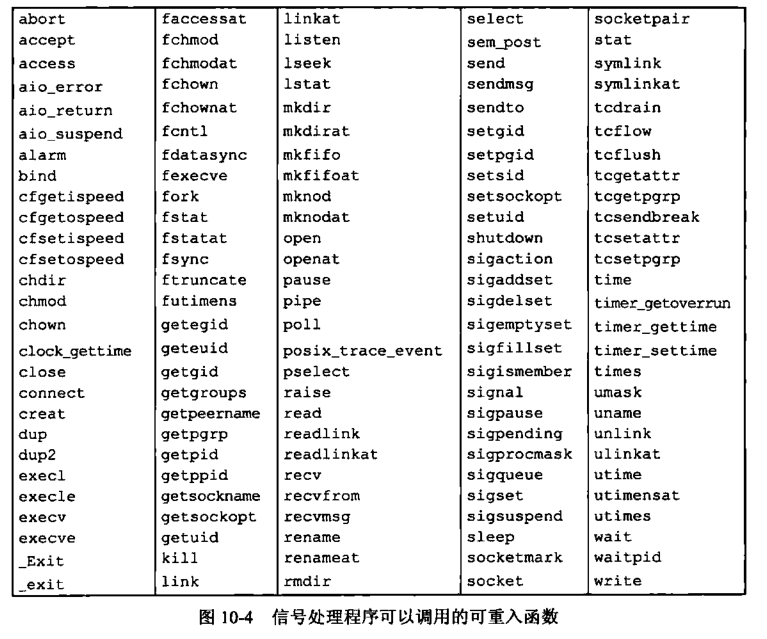 abort faccessat linkat select socketpair
accept fchmod listen sem_post stat
access fchmodat lseek send symlink
aio_error fchown lstat sendmsg symlinkat
aio_return fchownat mkdir sendto tcdrain
aio_suspend fcntl mkdirat setgid tcflow
alarm fdatasync mkfifo setpgid tcflush
bind fexecve mkfifoat setsid tcgetattr
cfgetispeed fork mknod setsockopt tcgetpgrp
cfgetospeed fstat mknodat setuid tcsendbreak
cfsetispeed fstatat open shutdown tcsetattr
cfsetospeed fsync openat sigaction tcsetpgrp
chdir ftruncate pause sigaddset time
chmod futimens pipe sigdelset timer_getoverrun
chown getegid poll sigemptyset timer_gettime
clock_gettime geteuid posix_trace_event sigfillset timer_settime
close getgid pselect sigismember times
connect getgroups raise signal umask
creat getpeername read sigpause uname
dup getpgrp readlink sigpending unlink
dup2 getpid readlinkat sigprocmask ulinkat
execl getppid recv sigqueue utime
execle getsockname recvfrom sigset utimensat
execv getsockopt recvmsg sigsuspend utimes
execve getuid rename sleep wait
_Exit kill renameat socketmark waitpid
_exit link rmdir socket write
图 10-4 信号处理程序可以调用的可重入函数